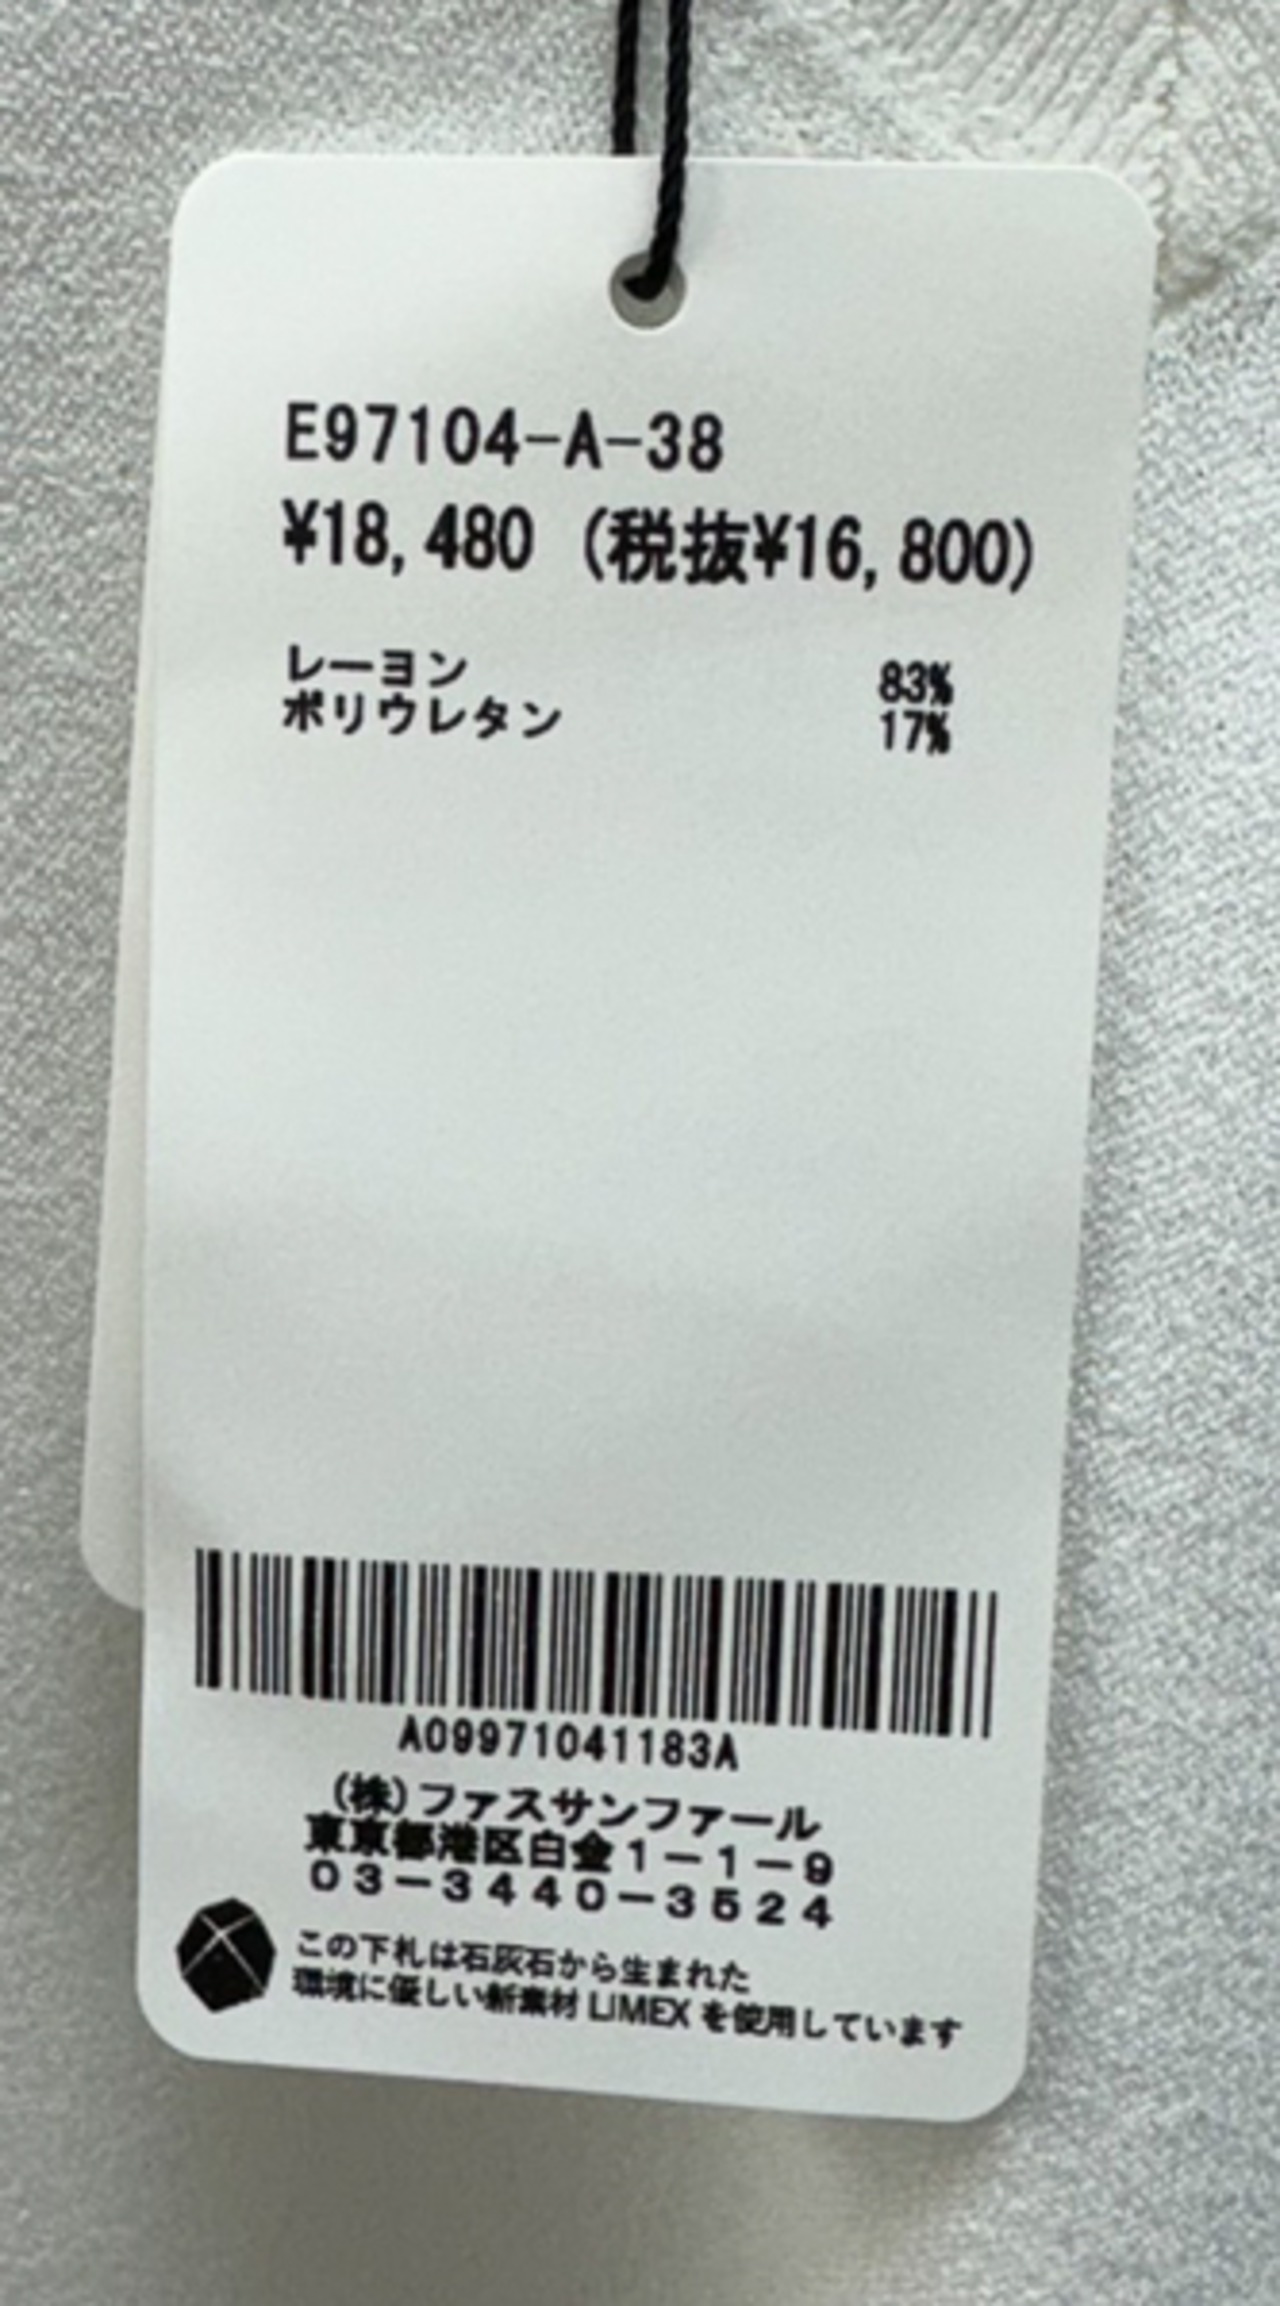 E97104-A-38
¥18,480 (税抜¥16,800)
レーヨン 83%
ポリウレタン 17%
A09971041183A
(株)ファスサンファール
東京都港区白金1-1-9
03-3440-3524
この下札は石灰石から生まれた
環境に優しい新素材 LIMEX を使用しています